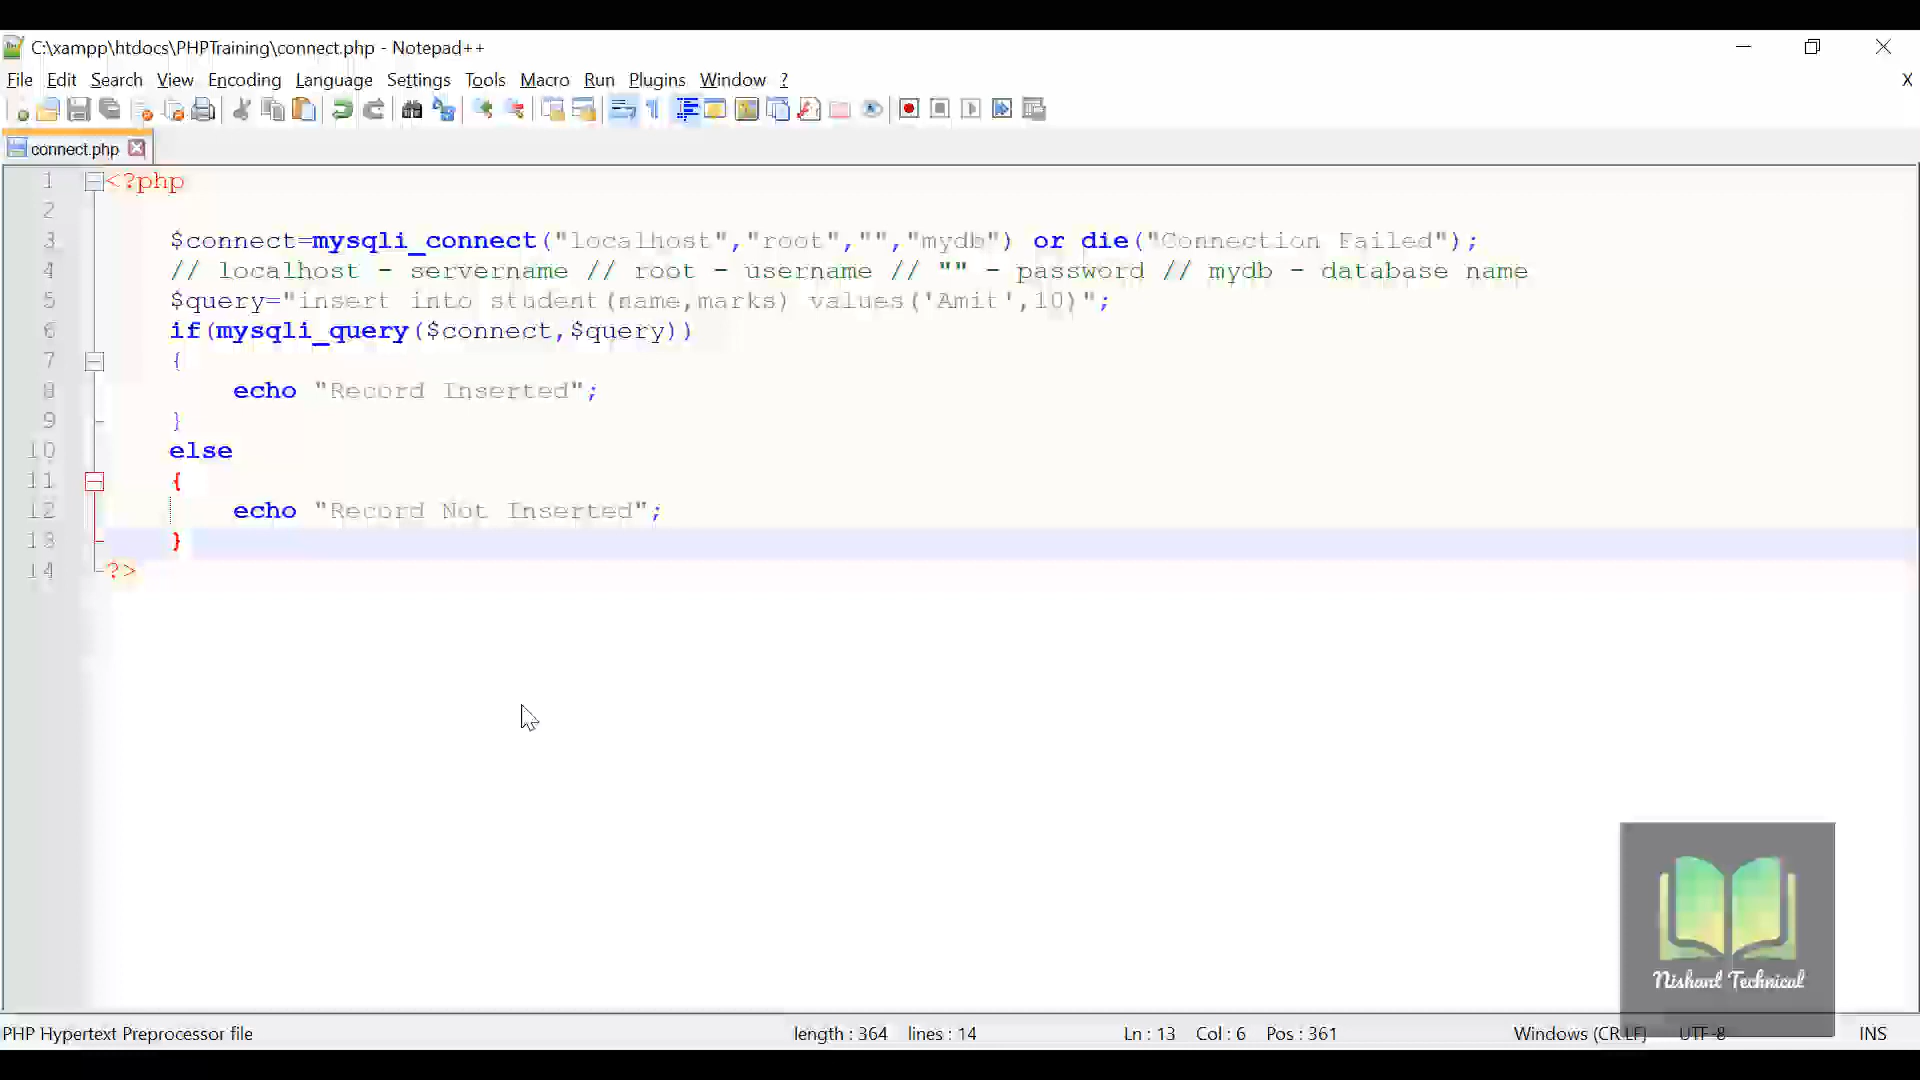 C:\xampp\htdocs\PHPTraining\connect.php - Notepad++
File Edit Search View Encoding Language Settings Tools Macro Run Plugins Window ? X
connect.php
1 <?php
2
3 $connect=mysqli_connect("localhost","root","","mydb") or die("Connection Failed");
4 // localhost - servername // root - username // "" - password // mydb - database name
5 $query="insert into student(name,marks) values('Amit',10)";
6 if(mysqli_query($connect,$query))
7 {
8 echo "Record Inserted";
9 }
10 else
11 {
12 echo "Record Not Inserted";
13 }
14 ?>
Nishant Technical
PHP Hypertext Preprocessor file length : 364 lines : 14 Ln : 13 Col : 6 Pos : 361 Windows (CR LF) UTF-8 INS